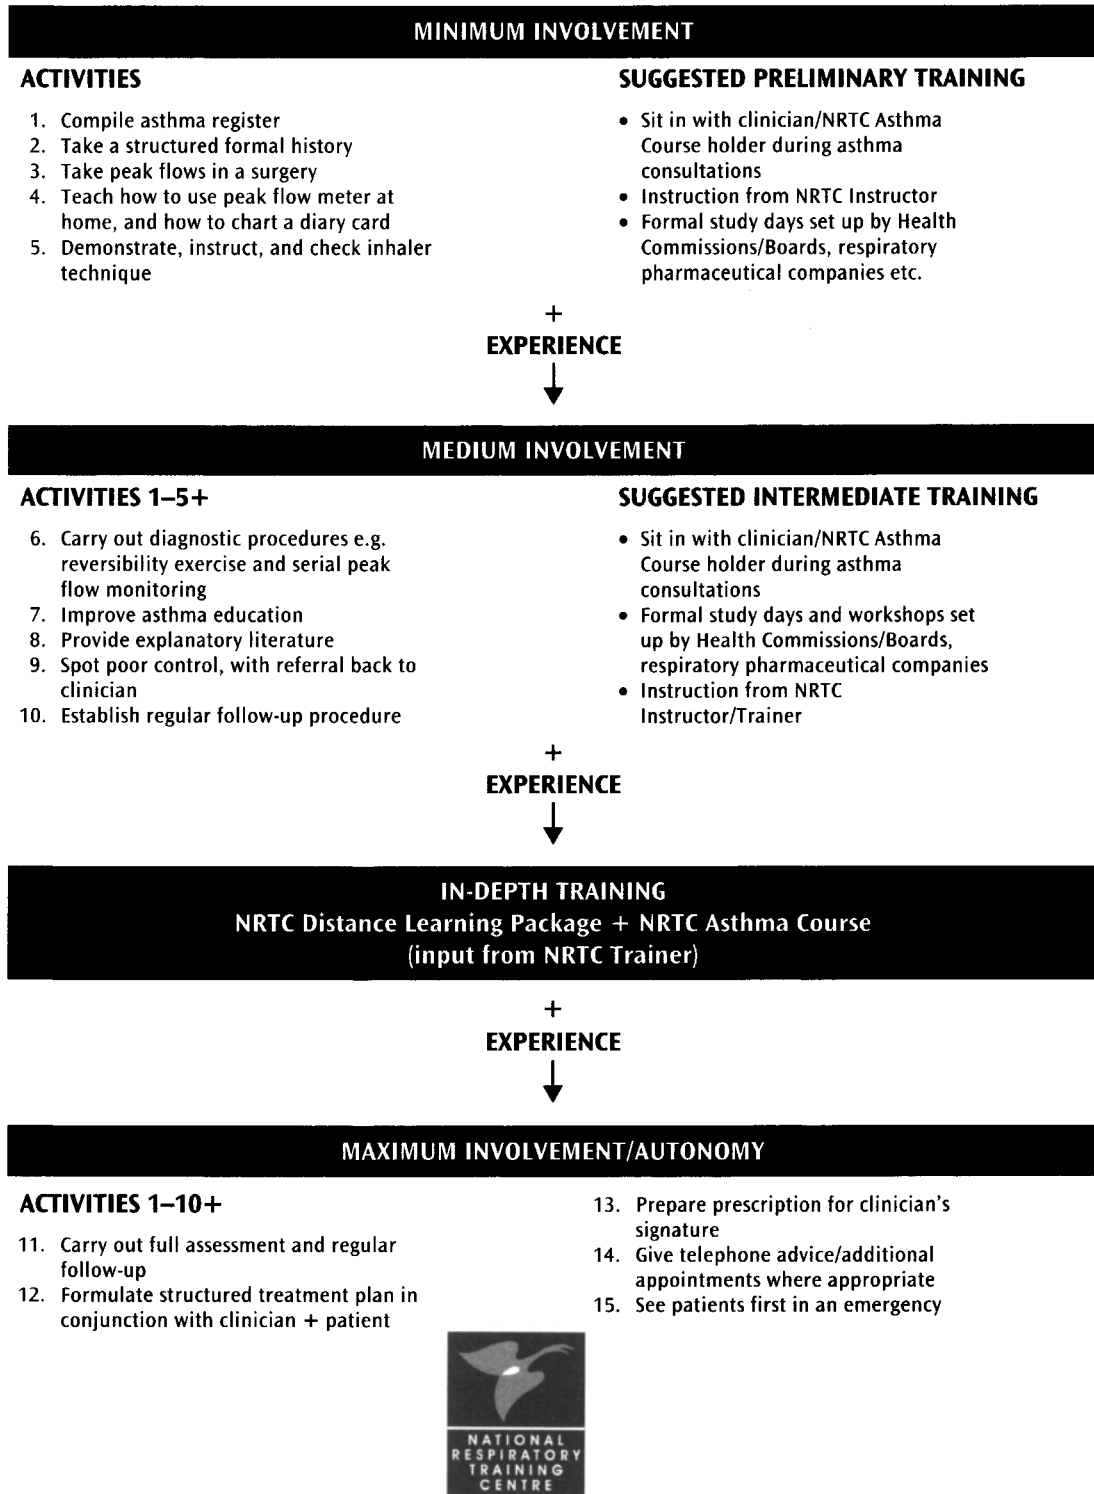 MINIMUM INVOLVEMENT
ACTIVITIES
1. Compile asthma register
2. Take a structured formal history
3. Take peak flows in a surgery
4. Teach how to use peak flow meter at
home, and how to chart a diary card
5. Demonstrate, instruct, and check inhaler
technique
SUGGESTED PRELIMINARY TRAINING
• Sit in with clinician/NRTC Asthma
Course holder during asthma
consultations
• Instruction from NRTC Instructor
• Formal study days set up by Health
Commissions/Boards, respiratory
pharmaceutical companies etc.
+
EXPERIENCE
MEDIUM INVOLVEMENT
ACTIVITIES 1–5+
6. Carry out diagnostic procedures e.g.
reversibility exercise and serial peak
flow monitoring
7. Improve asthma education
8. Provide explanatory literature
9. Spot poor control, with referral back to
clinician
10. Establish regular follow-up procedure
SUGGESTED INTERMEDIATE TRAINING
• Sit in with clinician/NRTC Asthma
Course holder during asthma
consultations
• Formal study days and workshops set
up by Health Commissions/Boards,
respiratory pharmaceutical companies
• Instruction from NRTC
Instructor/Trainer
+
EXPERIENCE
IN-DEPTH TRAINING
NRTC Distance Learning Package + NRTC Asthma Course
(input from NRTC Trainer)
+
EXPERIENCE
MAXIMUM INVOLVEMENT/AUTONOMY
ACTIVITIES 1–10+
11. Carry out full assessment and regular
follow-up
12. Formulate structured treatment plan in
conjunction with clinician + patient
13. Prepare prescription for clinician's
signature
14. Give telephone advice/additional
appointments where appropriate
15. See patients first in an emergency
NATIONAL
RESPIRATORY
TRAINING
CENTRE